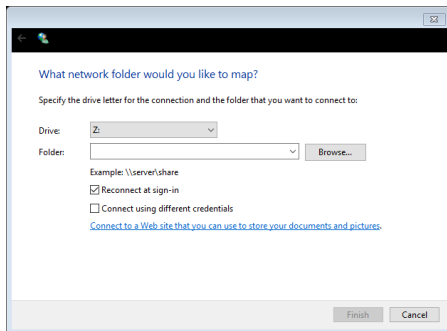 What network folder would you like to map?
Specify the drive letter for the connection and the folder that you want to connect to:
Drive: Z:
Folder: Browse...
Example: \\server\share
Reconnect at sign-in
Connect using different credentials
Connect to a Web site that you can use to store your documents and pictures.
Finish Cancel